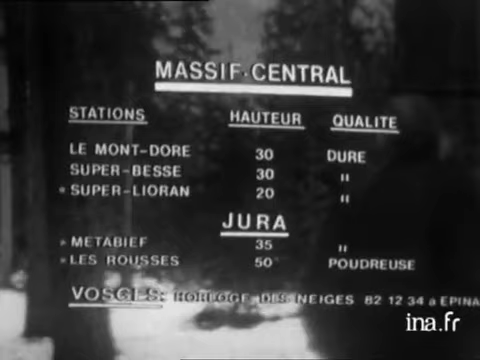 MASSIF-CENTRAL
STATIONS HAUTEUR QUALITE
LE MONT-DORE 30 DURE
SUPER-BESSE 30 "
* SUPER-LIORAN 20 "
JURA
* METABIEF 35 "
* LES ROUSSES 50 POUDREUSE
VOSGES: HORLOGE DES NEIGES 82 12 34 à EPINA
ina.fr